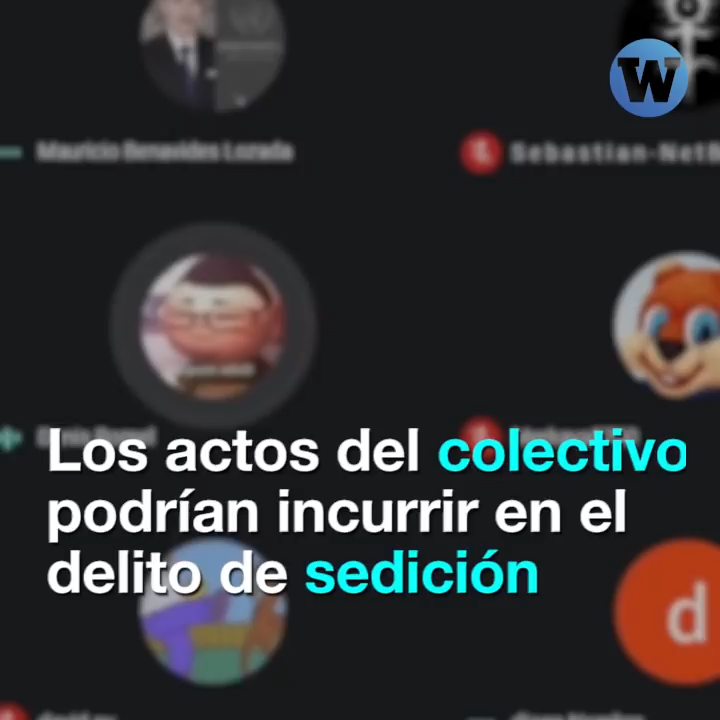 W
Mauricio Benavides Lozada
Sebastian-NetB
Los actos del colectivo
podrían incurrir en el
delito de sedición
d